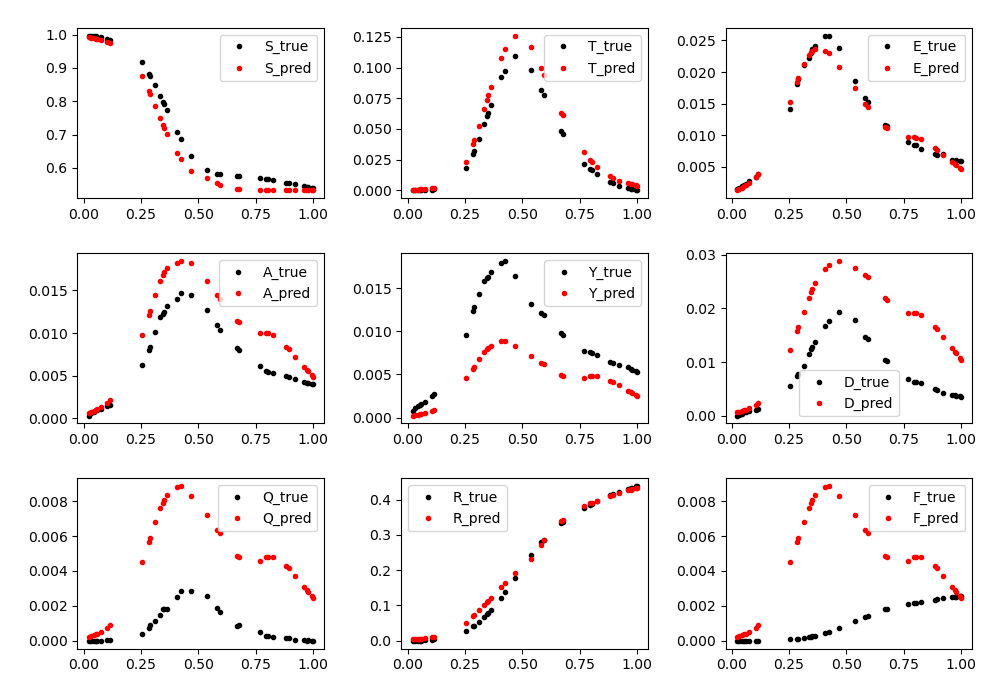 1.0
0.9
0.8
0.7
0.6
S_true
S_pred
0.00 0.25 0.50 0.75 1.00
0.125
0.100
0.075
0.050
0.025
0.000
T_true
T_pred
0.00 0.25 0.50 0.75 1.00
0.025
0.020
0.015
0.010
0.005
E_true
E_pred
0.00 0.25 0.50 0.75 1.00
0.015
0.010
0.005
0.000
A_true
A_pred
0.00 0.25 0.50 0.75 1.00
0.015
0.010
0.005
0.000
Y_true
Y_pred
0.00 0.25 0.50 0.75 1.00
0.03
0.02
0.01
0.00
D_true
D_pred
0.00 0.25 0.50 0.75 1.00
0.008
0.006
0.004
0.002
0.000
Q_true
Q_pred
0.00 0.25 0.50 0.75 1.00
0.4
0.3
0.2
0.1
0.0
R_true
R_pred
0.00 0.25 0.50 0.75 1.00
0.008
0.006
0.004
0.002
0.000
F_true
F_pred
0.00 0.25 0.50 0.75 1.00